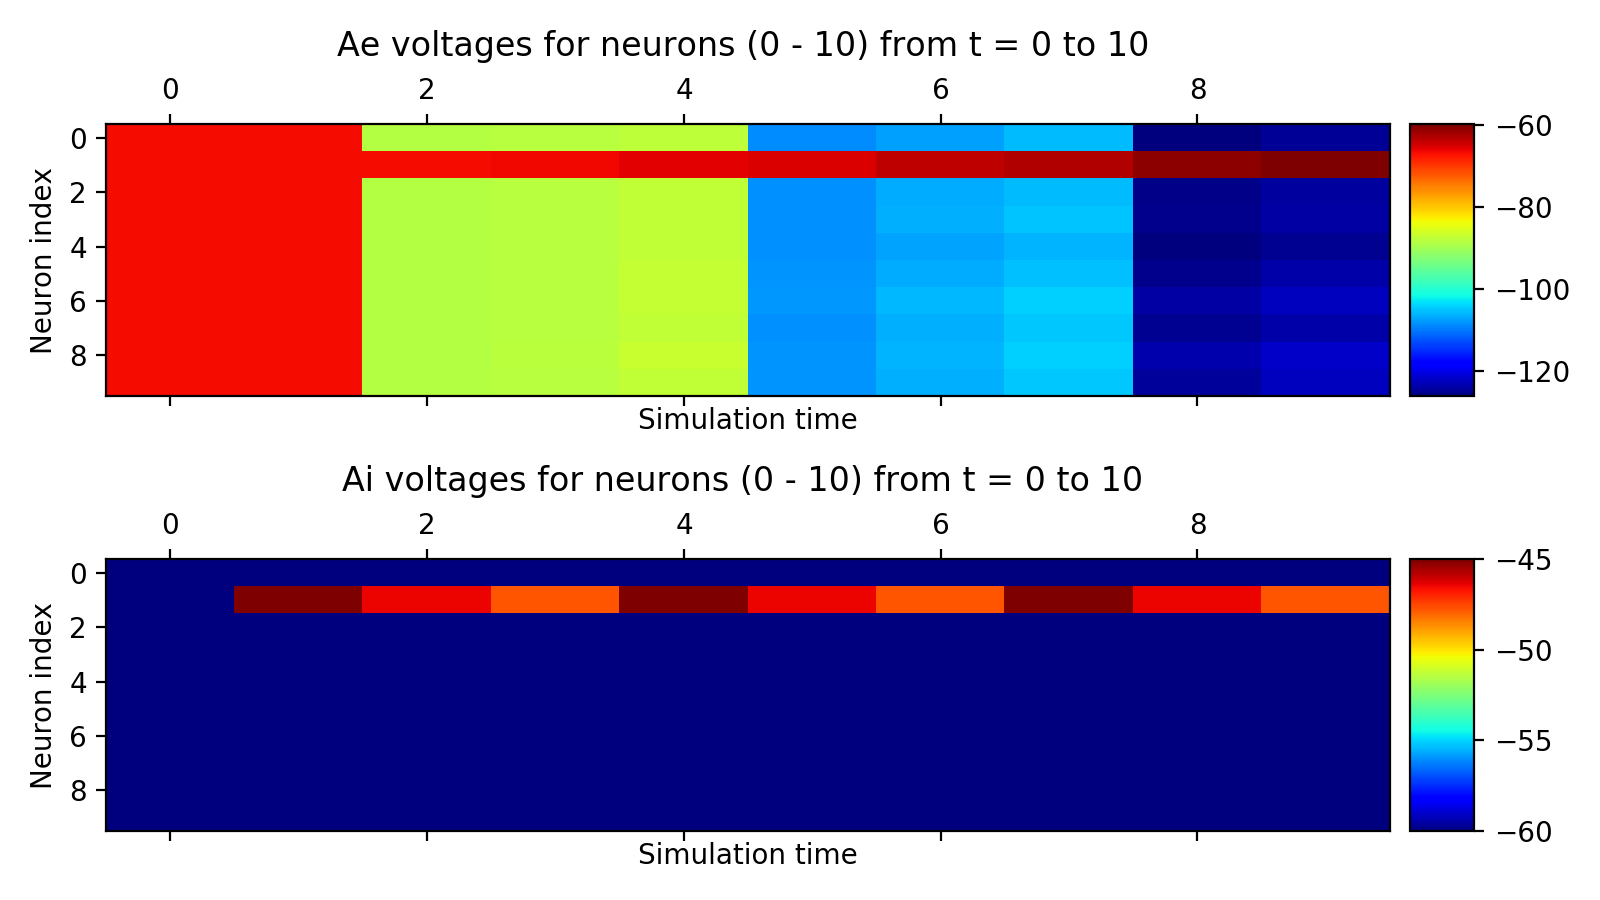 Ae voltages for neurons (0 - 10) from t = 0 to 10
0 2 4 6 8
Neuron index
0
2
4
6
8
−60
−80
−100
−120
Simulation time
Ai voltages for neurons (0 - 10) from t = 0 to 10
0 2 4 6 8
Neuron index
0
2
4
6
8
−45
−50
−55
−60
Simulation time